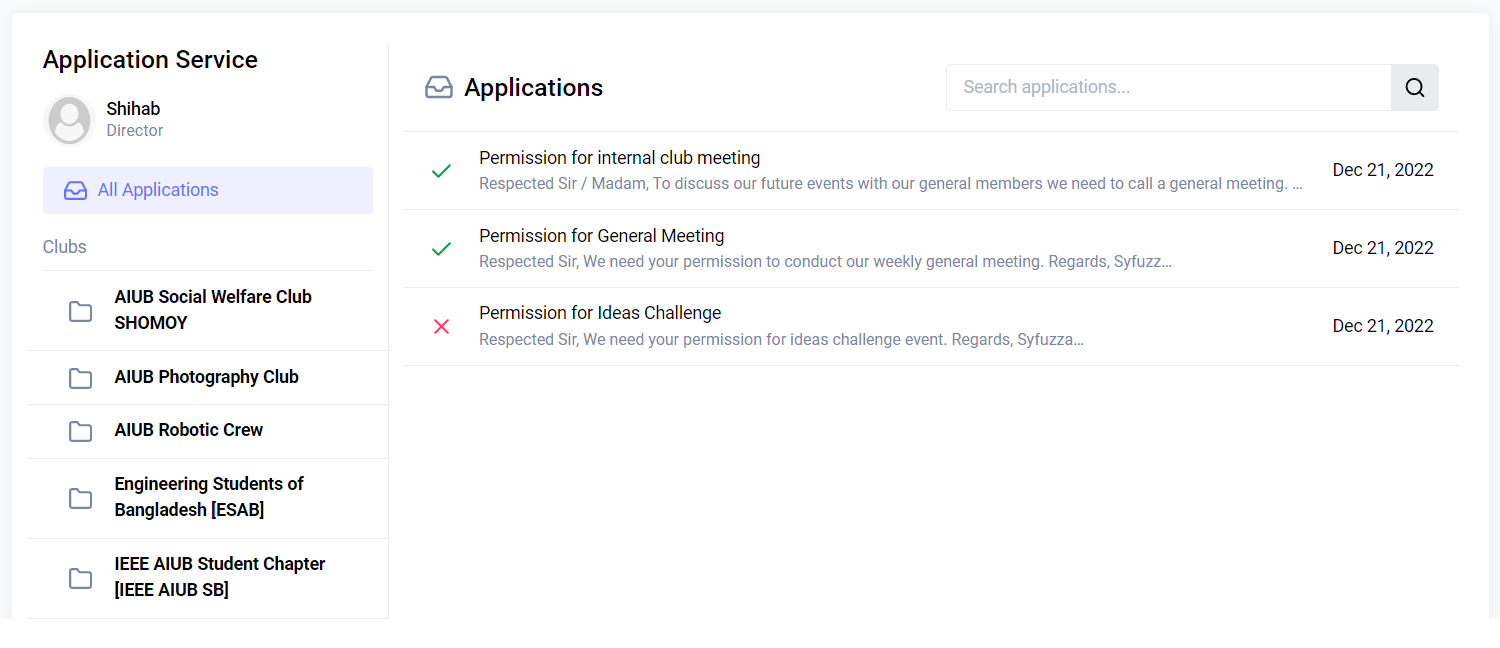 Application Service
Shihab
Director
All Applications
Clubs
AIUB Social Welfare Club
SHOMOY
AIUB Photography Club
AIUB Robotic Crew
Engineering Students of
Bangladesh [ESAB]
IEEE AIUB Student Chapter
[IEEE AIUB SB]
Applications
Search applications...
Permission for internal club meeting
Respected Sir / Madam, To discuss our future events with our general members we need to call a general meeting. ...
Dec 21, 2022
Permission for General Meeting
Respected Sir, We need your permission to conduct our weekly general meeting. Regards, Syfuzz...
Dec 21, 2022
Permission for Ideas Challenge
Respected Sir, We need your permission for ideas challenge event. Regards, Syfuzza...
Dec 21, 2022